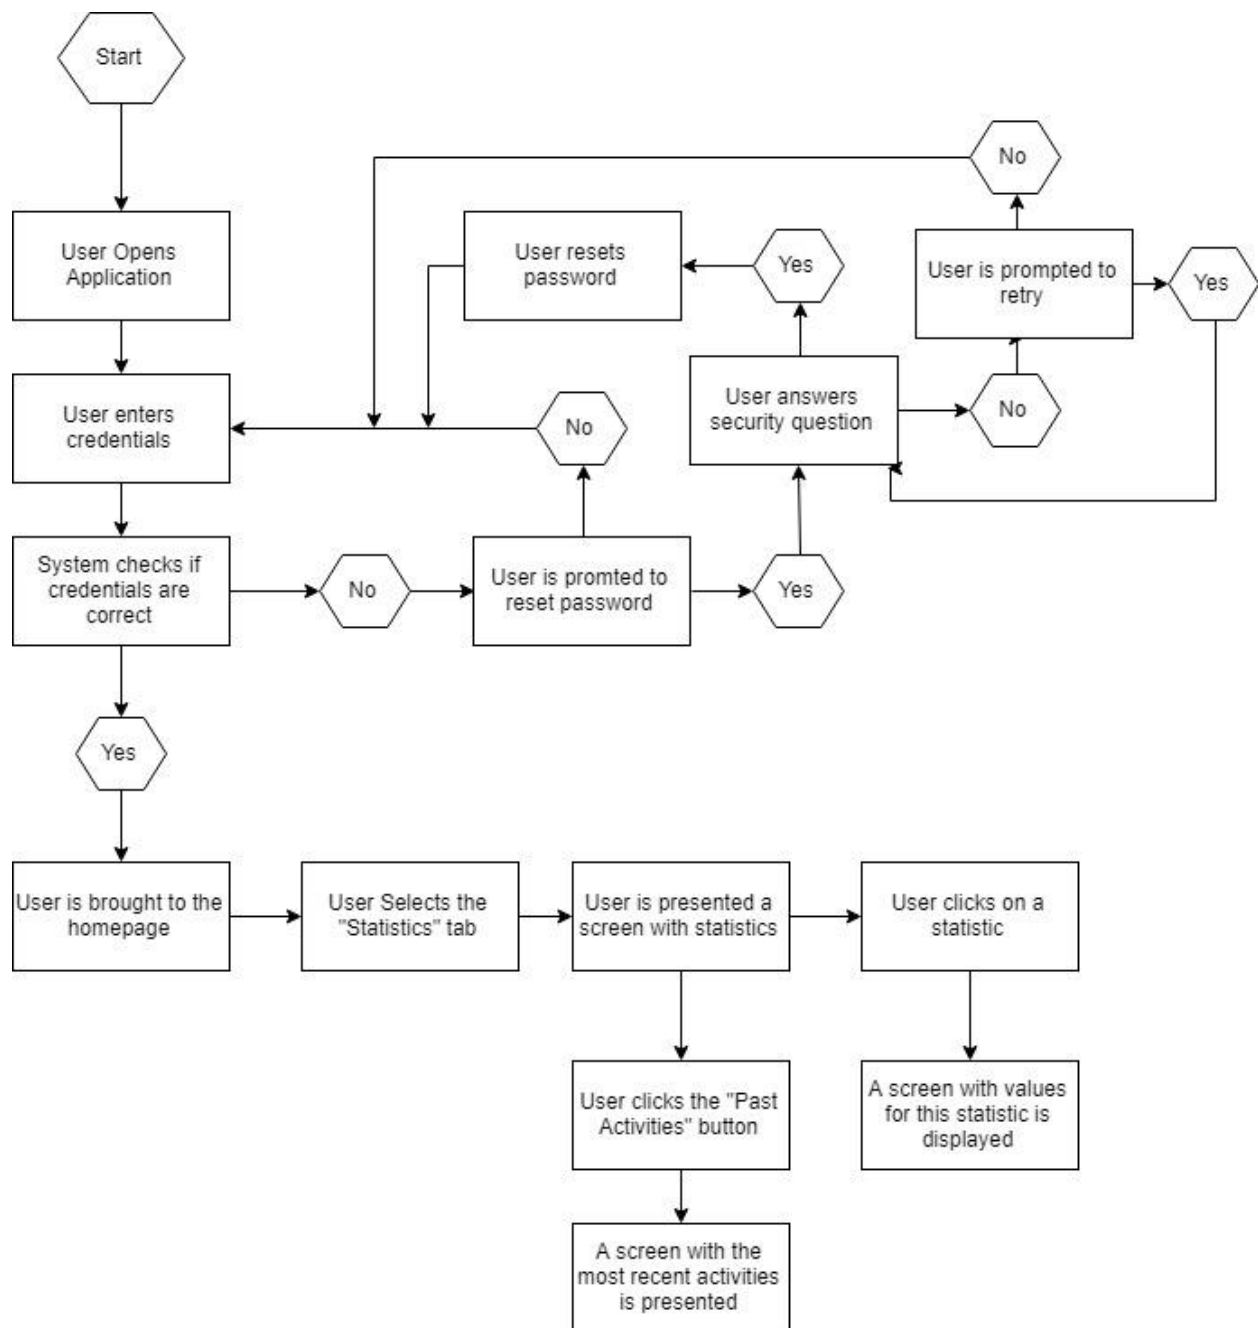 Start
No
User Opens
Application
User resets
password
Yes
User is prompted to
retry
Yes
User enters
credentials
No
User answers
security question
No
System checks if
credentials are
correct
No
User is promted to
reset password
Yes
Yes
User is brought to the
homepage
User Selects the
"Statistics" tab
User is presented a
screen with statistics
User clicks on a
statistic
User clicks the "Past
Activities" button
A screen with values
for this statistic is
displayed
A screen with the
most recent activities
is presented